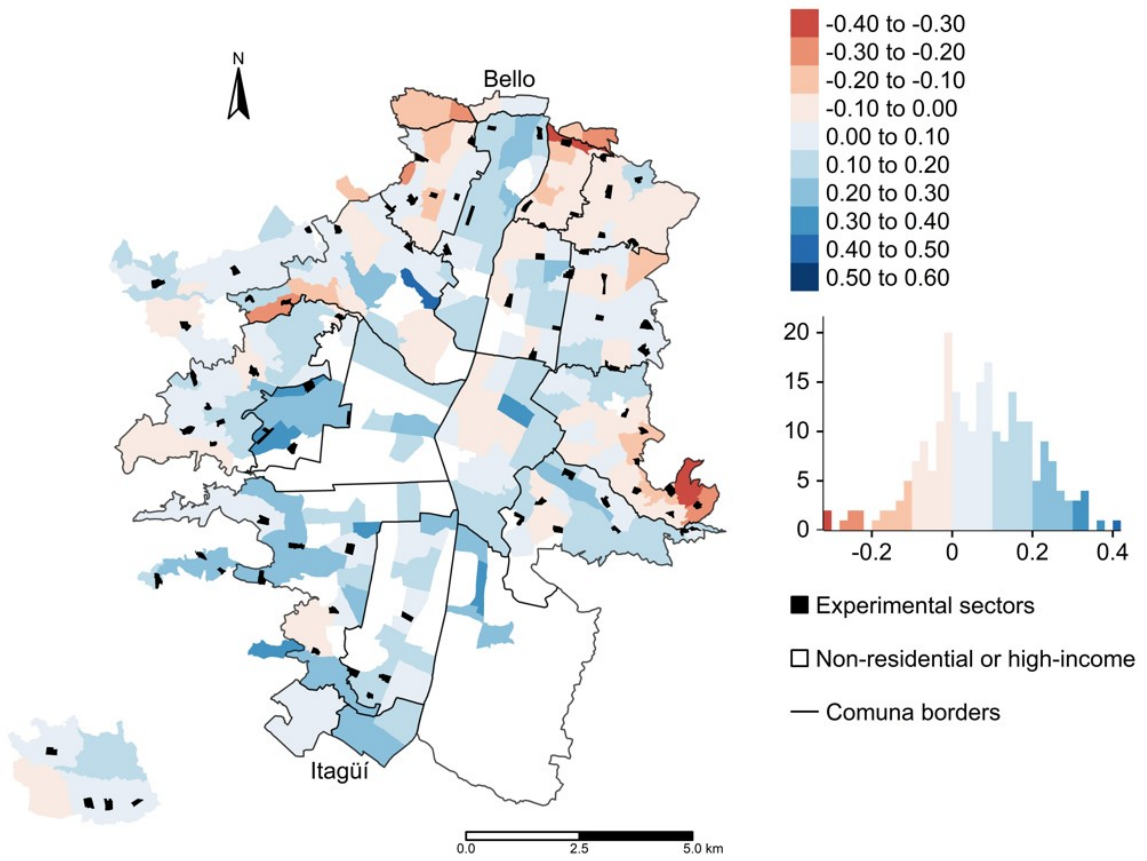 N
Bello
Itagüí
0.0 2.5 5.0 km
-0.40 to -0.30
-0.30 to -0.20
-0.20 to -0.10
-0.10 to 0.00
0.00 to 0.10
0.10 to 0.20
0.20 to 0.30
0.30 to 0.40
0.40 to 0.50
0.50 to 0.60
20
15
10
5
0
-0.2 0 0.2 0.4
Experimental sectors
Non-residential or high-income
Comuna borders